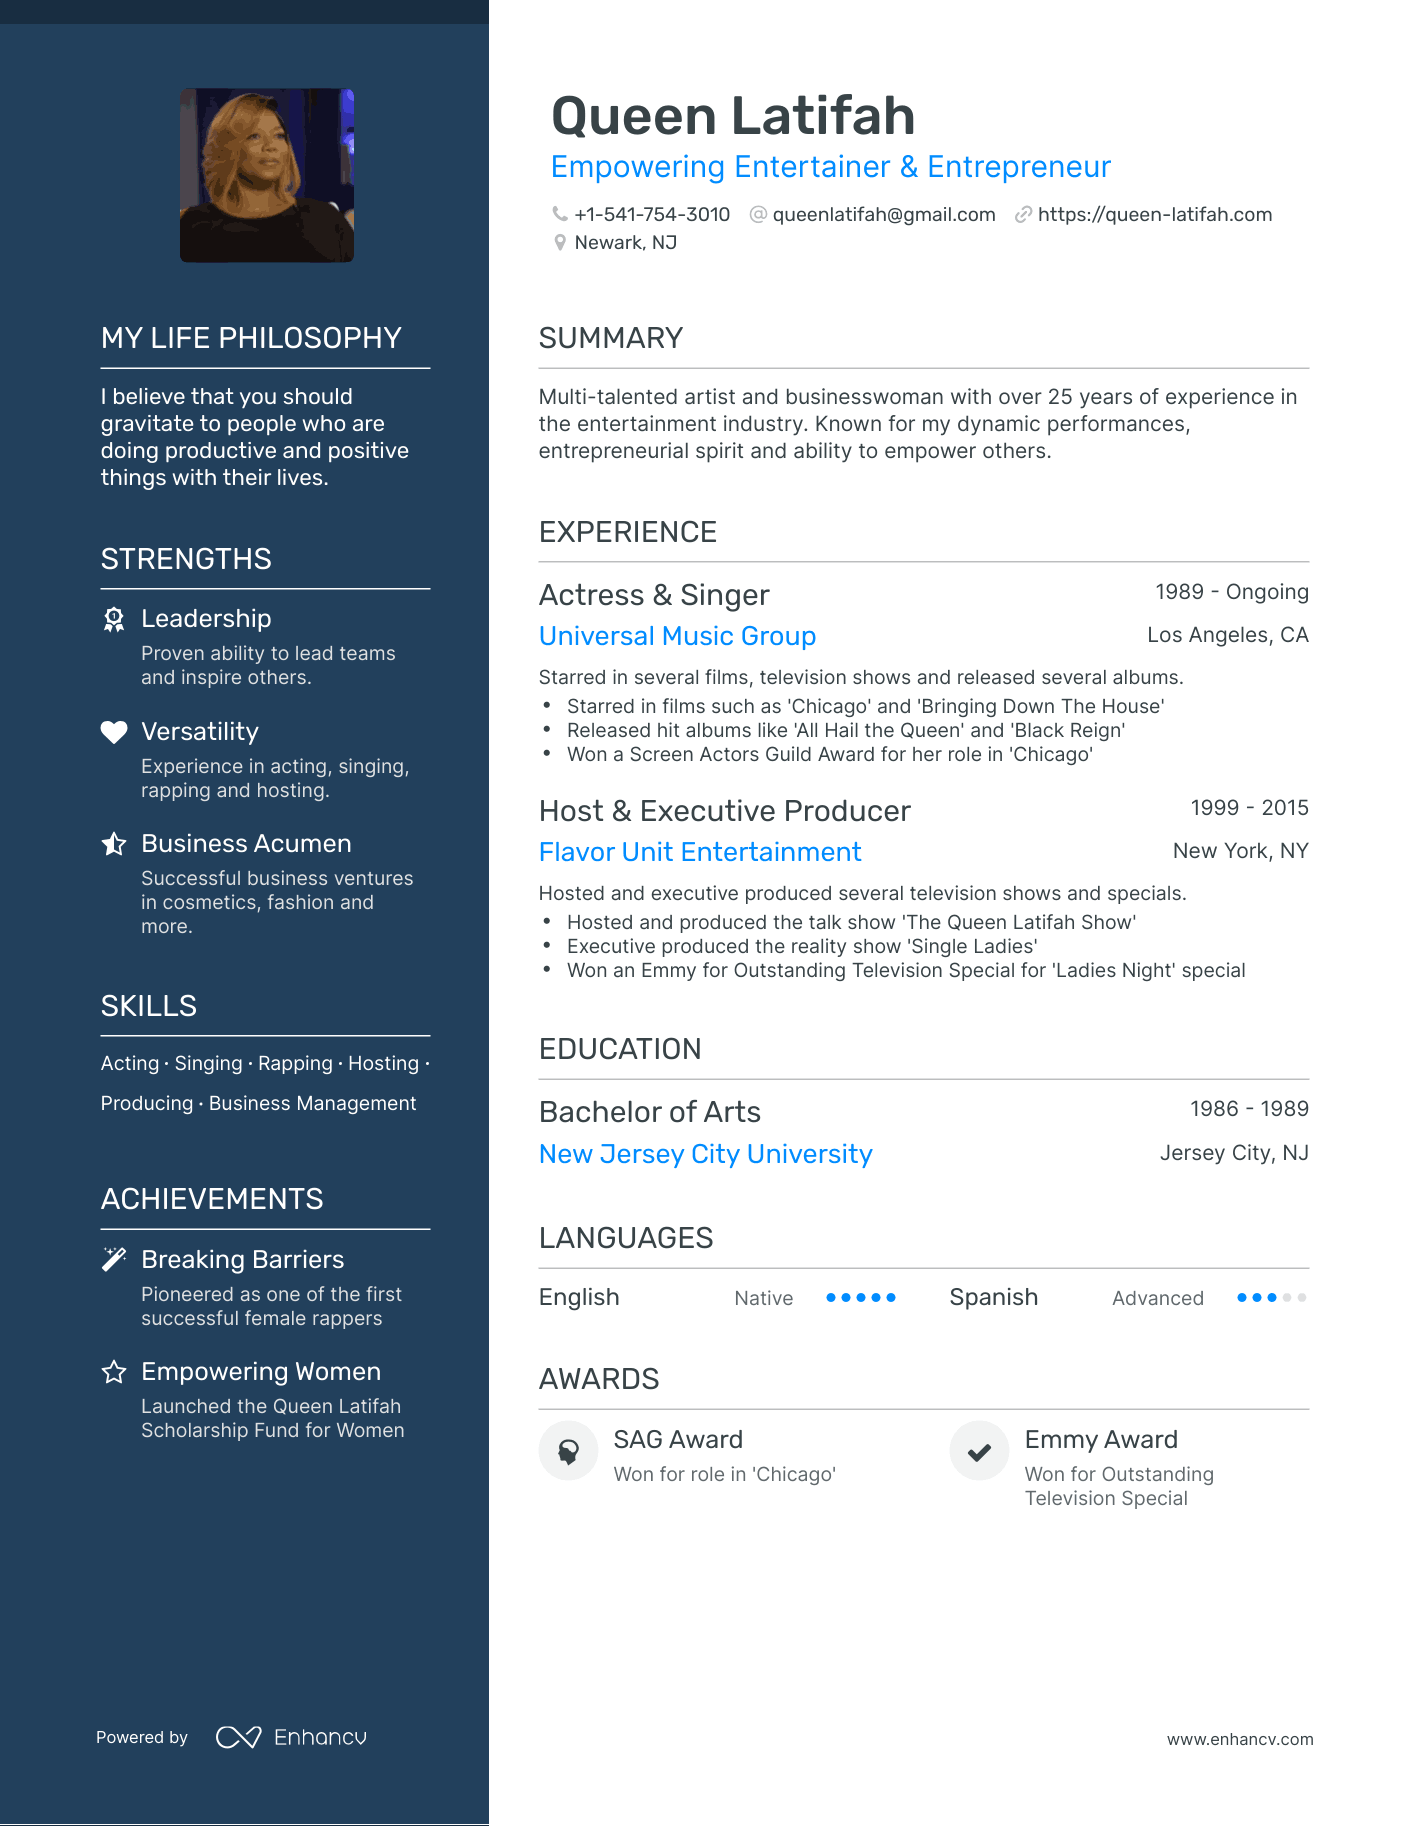 Queen Latifah
Empowering Entertainer & Entrepreneur
+1-541-754-3010 queenlatifah@gmail.com https://queen-latifah.com
Newark, NJ
MY LIFE PHILOSOPHY
I believe that you should
gravitate to people who are
doing productive and positive
things with their lives.
STRENGTHS
Leadership
Proven ability to lead teams
and inspire others.
Versatility
Experience in acting, singing,
rapping and hosting.
Business Acumen
Successful business ventures
in cosmetics, fashion and
more.
SKILLS
Acting · Singing · Rapping · Hosting ·
Producing · Business Management
ACHIEVEMENTS
Breaking Barriers
Pioneered as one of the first
successful female rappers
Empowering Women
Launched the Queen Latifah
Scholarship Fund for Women
SUMMARY
Multi-talented artist and businesswoman with over 25 years of experience in
the entertainment industry. Known for my dynamic performances,
entrepreneurial spirit and ability to empower others.
EXPERIENCE
Actress & Singer 1989 - Ongoing
Universal Music Group Los Angeles, CA
Starred in several films, television shows and released several albums.
• Starred in films such as 'Chicago' and 'Bringing Down The House'
• Released hit albums like 'All Hail the Queen' and 'Black Reign'
• Won a Screen Actors Guild Award for her role in 'Chicago'
Host & Executive Producer 1999 - 2015
Flavor Unit Entertainment New York, NY
Hosted and executive produced several television shows and specials.
• Hosted and produced the talk show 'The Queen Latifah Show'
• Executive produced the reality show 'Single Ladies'
• Won an Emmy for Outstanding Television Special for 'Ladies Night' special
EDUCATION
Bachelor of Arts 1986 - 1989
New Jersey City University Jersey City, NJ
LANGUAGES
English Native Spanish Advanced
AWARDS
SAG Award
Won for role in 'Chicago'
Emmy Award
Won for Outstanding
Television Special
Powered by Enhancv
www.enhancv.com